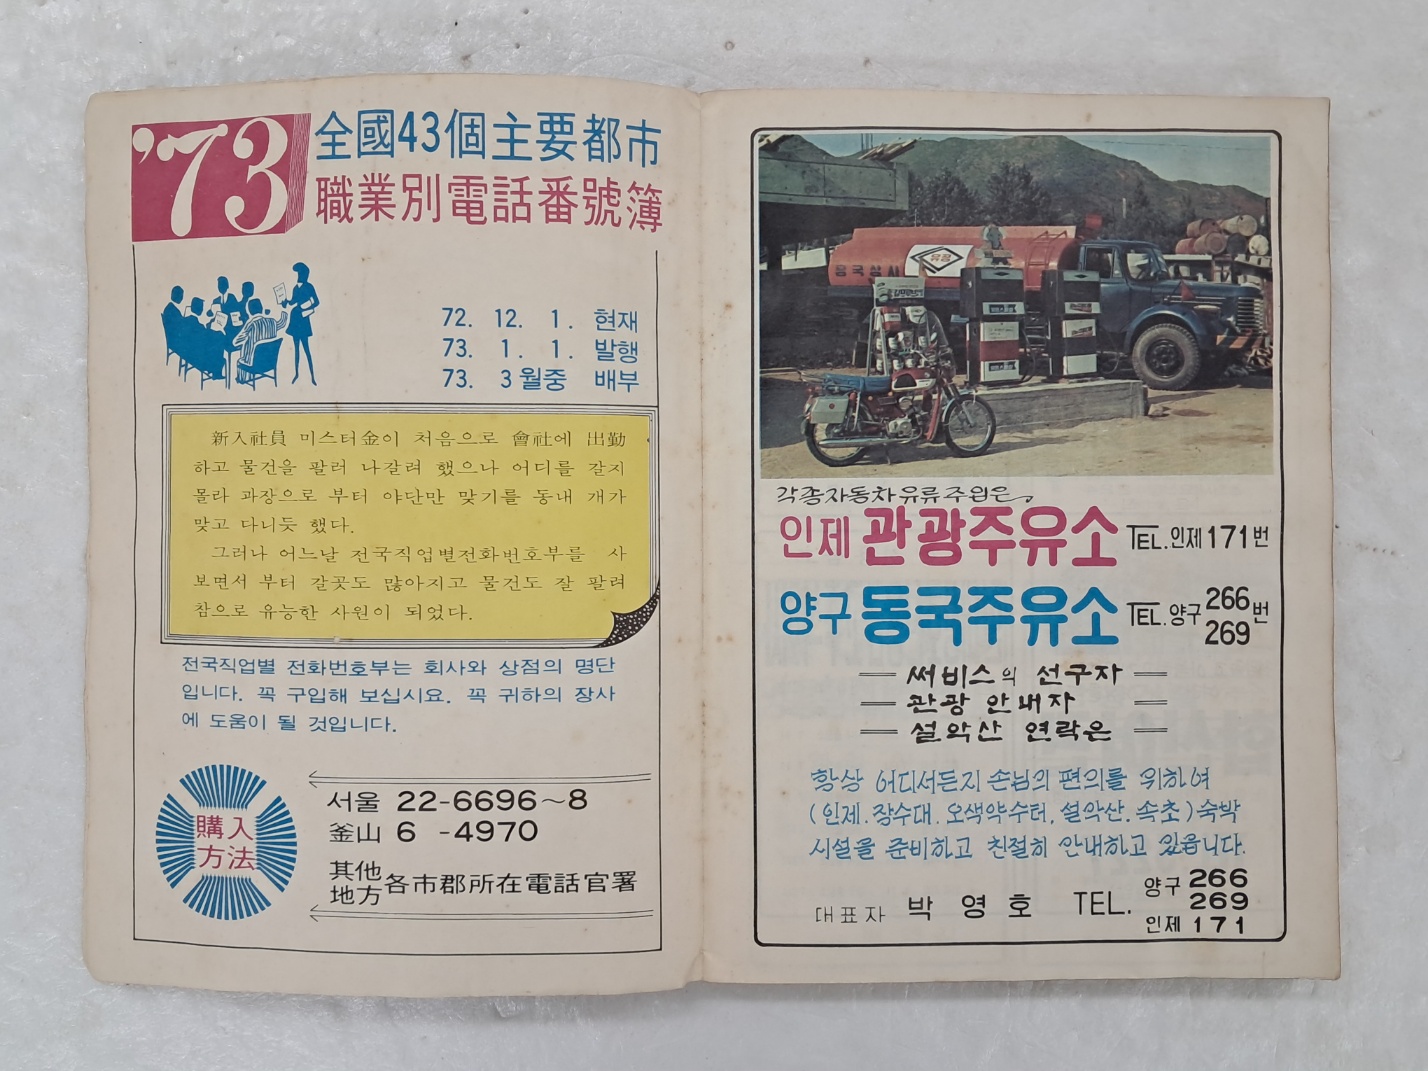 '73
全國43個主要都市
職業別電話番號簿
72. 12. 1. 현재
73. 1. 1. 발행
73. 3월중 배부
新入社員 미스터金이 처음으로 會社에 出勤
하고 물건을 팔러 나갈려 했으나 어디를 갈지
몰라 과장으로 부터 야단만 맞기를 동내 개가
맞고 다니듯 했다.
그러나 어느날 전국직업별전화번호부를 사
보면서 부터 갈곳도 많아지고 물건도 잘 팔려
참으로 유능한 사원이 되었다.
전국직업별 전화번호부는 회사와 상점의 명단
입니다. 꼭 구입해 보십시요. 꼭 귀하의 장사
에 도움이 될 것입니다.
購入
方法
서울 22-6696~8
釜山 6 -4970
其他
地方 各市郡所在電話官署
동국상사
유공
각종자동차유류주원은,
인제 관광주유소 TEL.인제171번
양구 동국주유소 TEL.양구 266 번
269
써비스의 선구자
관광 안내자
설악산 연락은
항상 어디서든지 손님의 편의를 위하여
(인제.장수대.오색약수터,설악산.속초)숙박
시설을 준비하고 친절히 안내하고 있읍니다.
대표자 박영호 TEL. 양구 266
269
인제 171